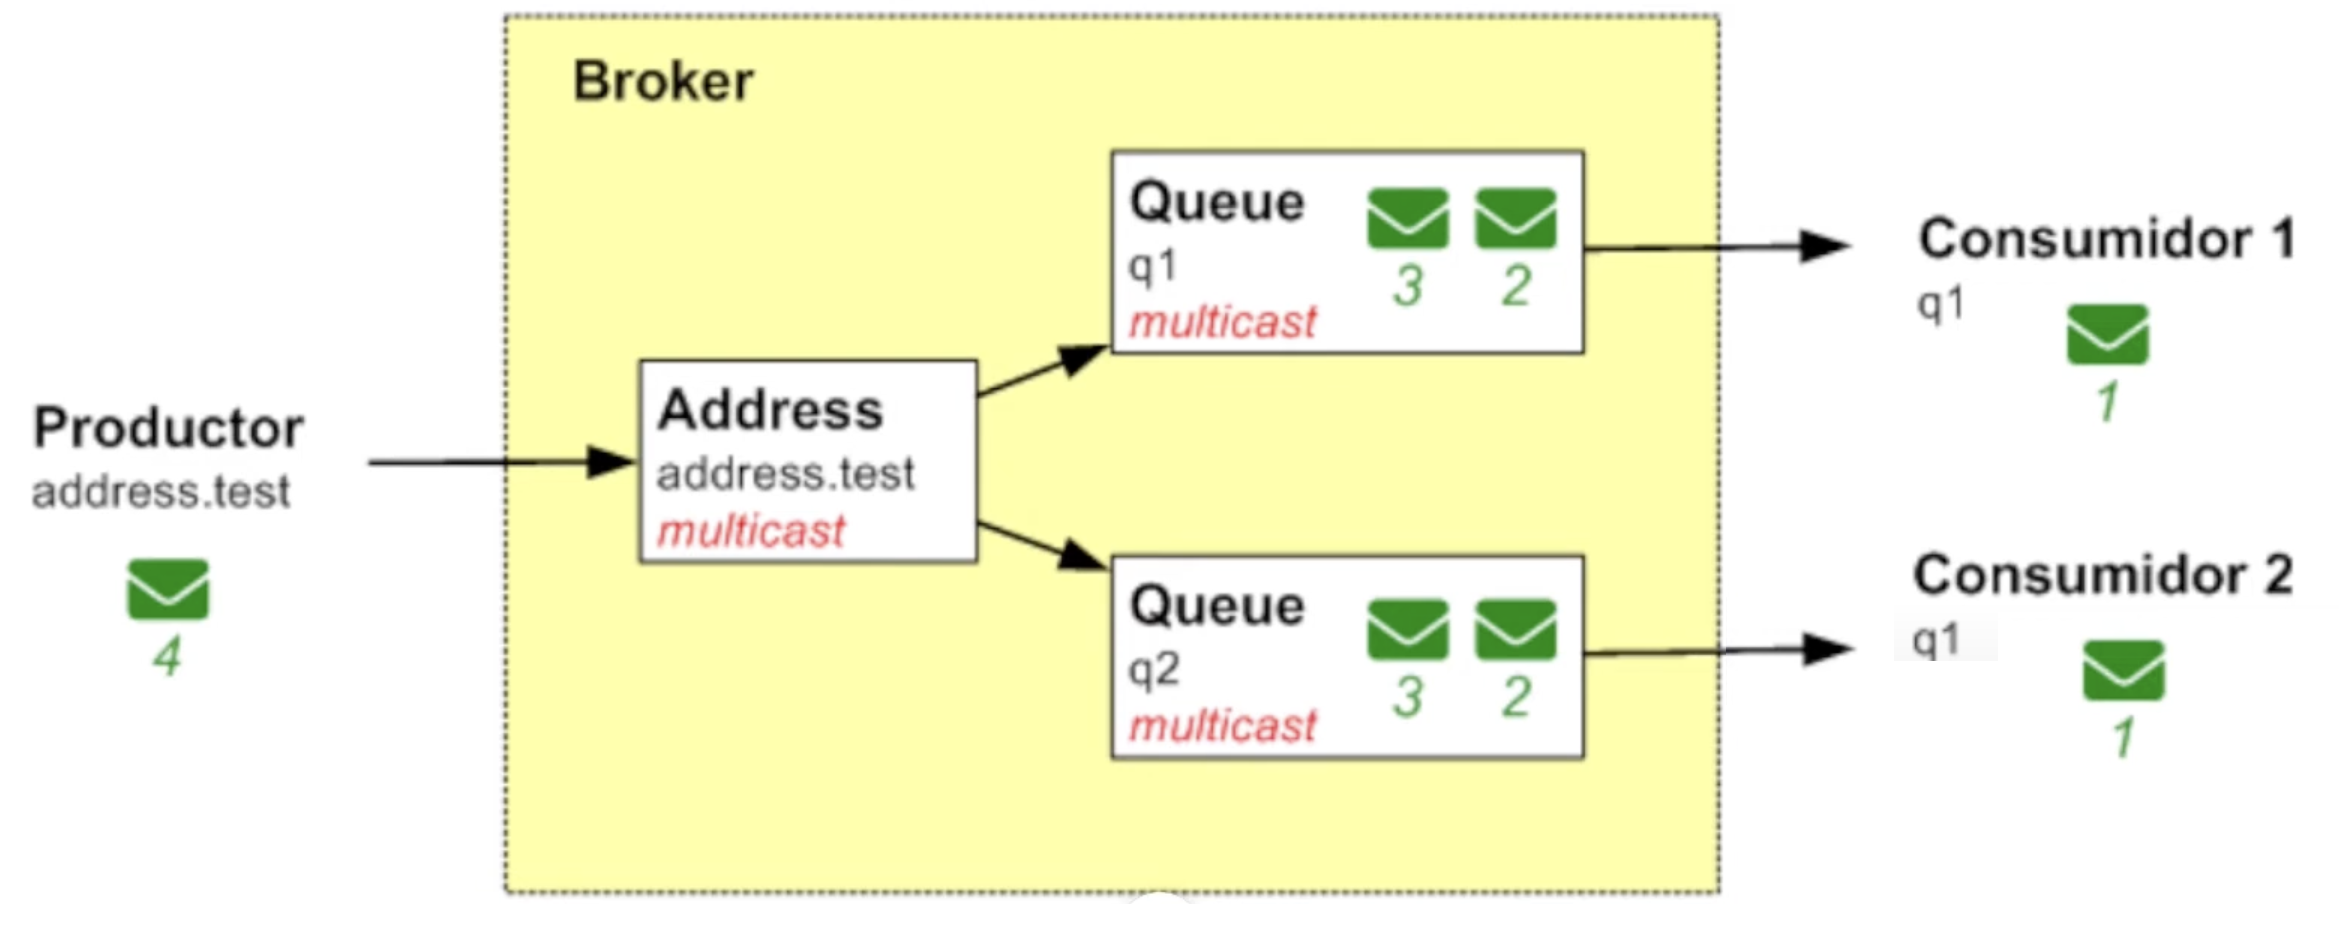 Broker
Productor
address.test
4
Address
address.test
multicast
Queue
q1
multicast
3 2
Queue
q2
multicast
3 2
Consumidor 1
q1
1
Consumidor 2
q1
1